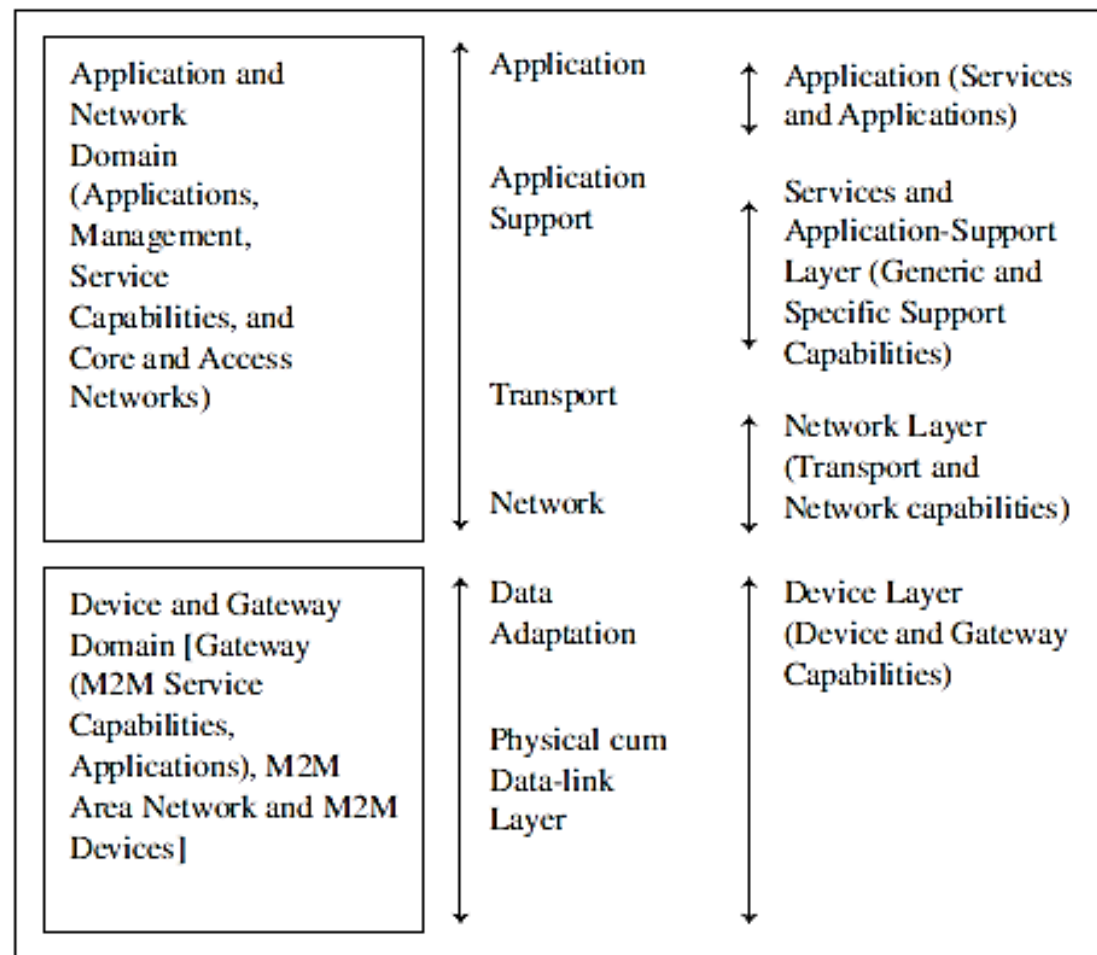 Application and
Network
Domain
(Applications,
Management,
Service
Capabilities, and
Core and Access
Networks)
Application
Application
Support
Transport
Network
Application (Services
and Applications)
Services and
Application-Support
Layer (Generic and
Specific Support
Capabilities)
Network Layer
(Transport and
Network capabilities)
Device and Gateway
Domain [Gateway
(M2M Service
Capabilities,
Applications), M2M
Area Network and M2M
Devices]
Data
Adaptation
Physical cum
Data-link
Layer
Device Layer
(Device and Gateway
Capabilities)